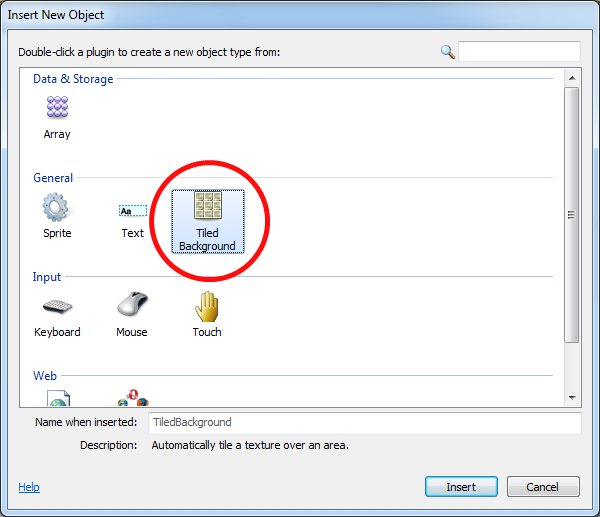 Insert New Object
Double-click a plugin to create a new object type from:
Data & Storage
Array
General
Sprite
Text
Aa
Tiled
Background
Input
Keyboard
Mouse
Touch
Web
Name when inserted: TiledBackground
Description: Automatically tile a texture over an area.
Help
Insert
Cancel